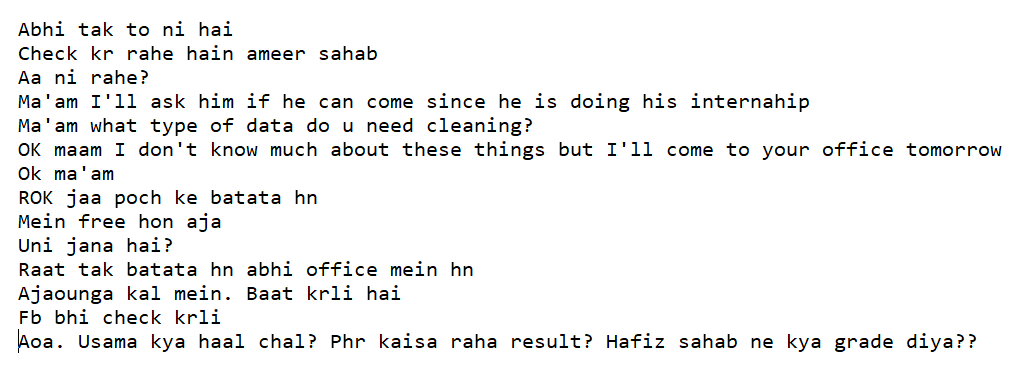 Abhi tak to ni hai
Check kr rahe hain ameer sahab
Aa ni rahe?
Ma'am I'll ask him if he can come since he is doing his internahip
Ma'am what type of data do u need cleaning?
OK maam I don't know much about these things but I'll come to your office tomorrow
Ok ma'am
ROK jaa poch ke batata hn
Mein free hon aja
Uni jana hai?
Raat tak batata hn abhi office mein hn
Ajaounga kal mein. Baat krli hai
Fb bhi check krli
Aoa. Usama kya haal chal? Phr kaisa raha result? Hafiz sahab ne kya grade diya??